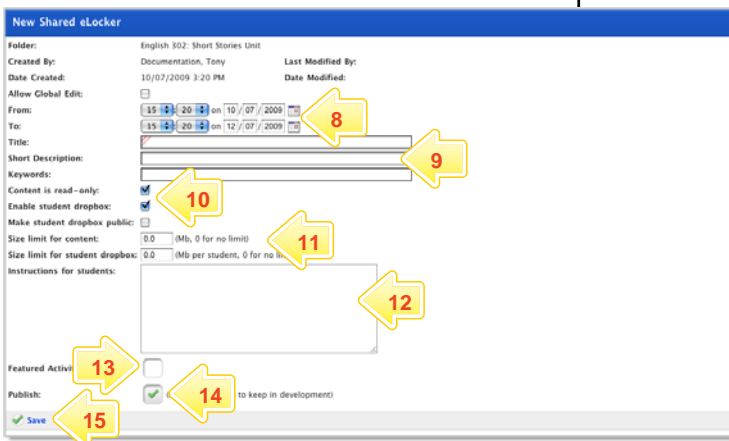 New Shared eLocker
Folder: English 302: Short Stories Unit
Created By: Documentation, Tony Last Modified By:
Date Created: 10/07/2009 3:20 PM Date Modified:
Allow Global Edit:
From: 15 : 20 on 10 / 07 / 2009
8
To: 15 : 20 on 12 / 07 / 2009
Title:
Short Description:
9
Keywords:
Content is read-only:
10
Enable student dropbox:
Make student dropbox public:
Size limit for content: 0.0 (Mb, 0 for no limit)
11
Size limit for student dropbox: 0.0 (Mb per student, 0 for no
Instructions for students:
12
13
Featured
Publish: to keep in development)
14
Save 15